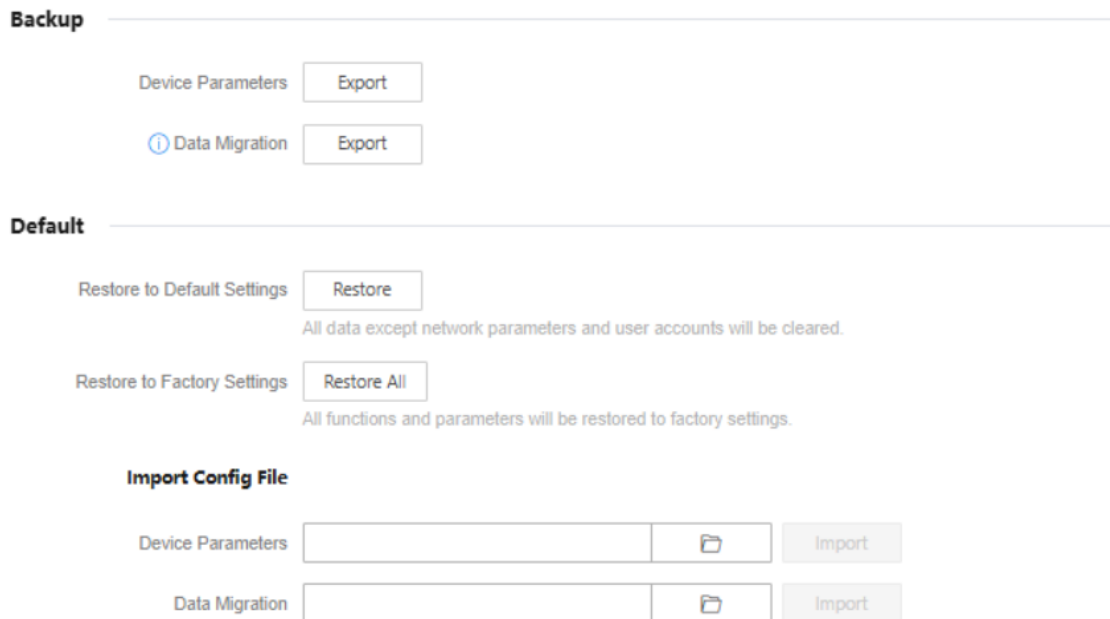 Backup
Device Parameters Export
Data Migration Export
Default
Restore to Default Settings Restore
All data except network parameters and user accounts will be cleared.
Restore to Factory Settings Restore All
All functions and parameters will be restored to factory settings.
Import Config File
Device Parameters Import
Data Migration Import